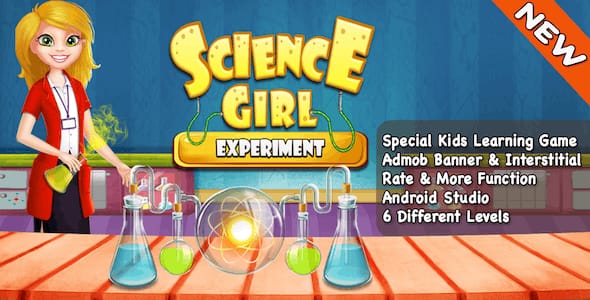 NEW
SCIENCE
GIRL
EXPERIMENT
Special Kids Learning Game
Admob Banner & Interstitial
Rate & More Function
Android Studio
6 Different Levels